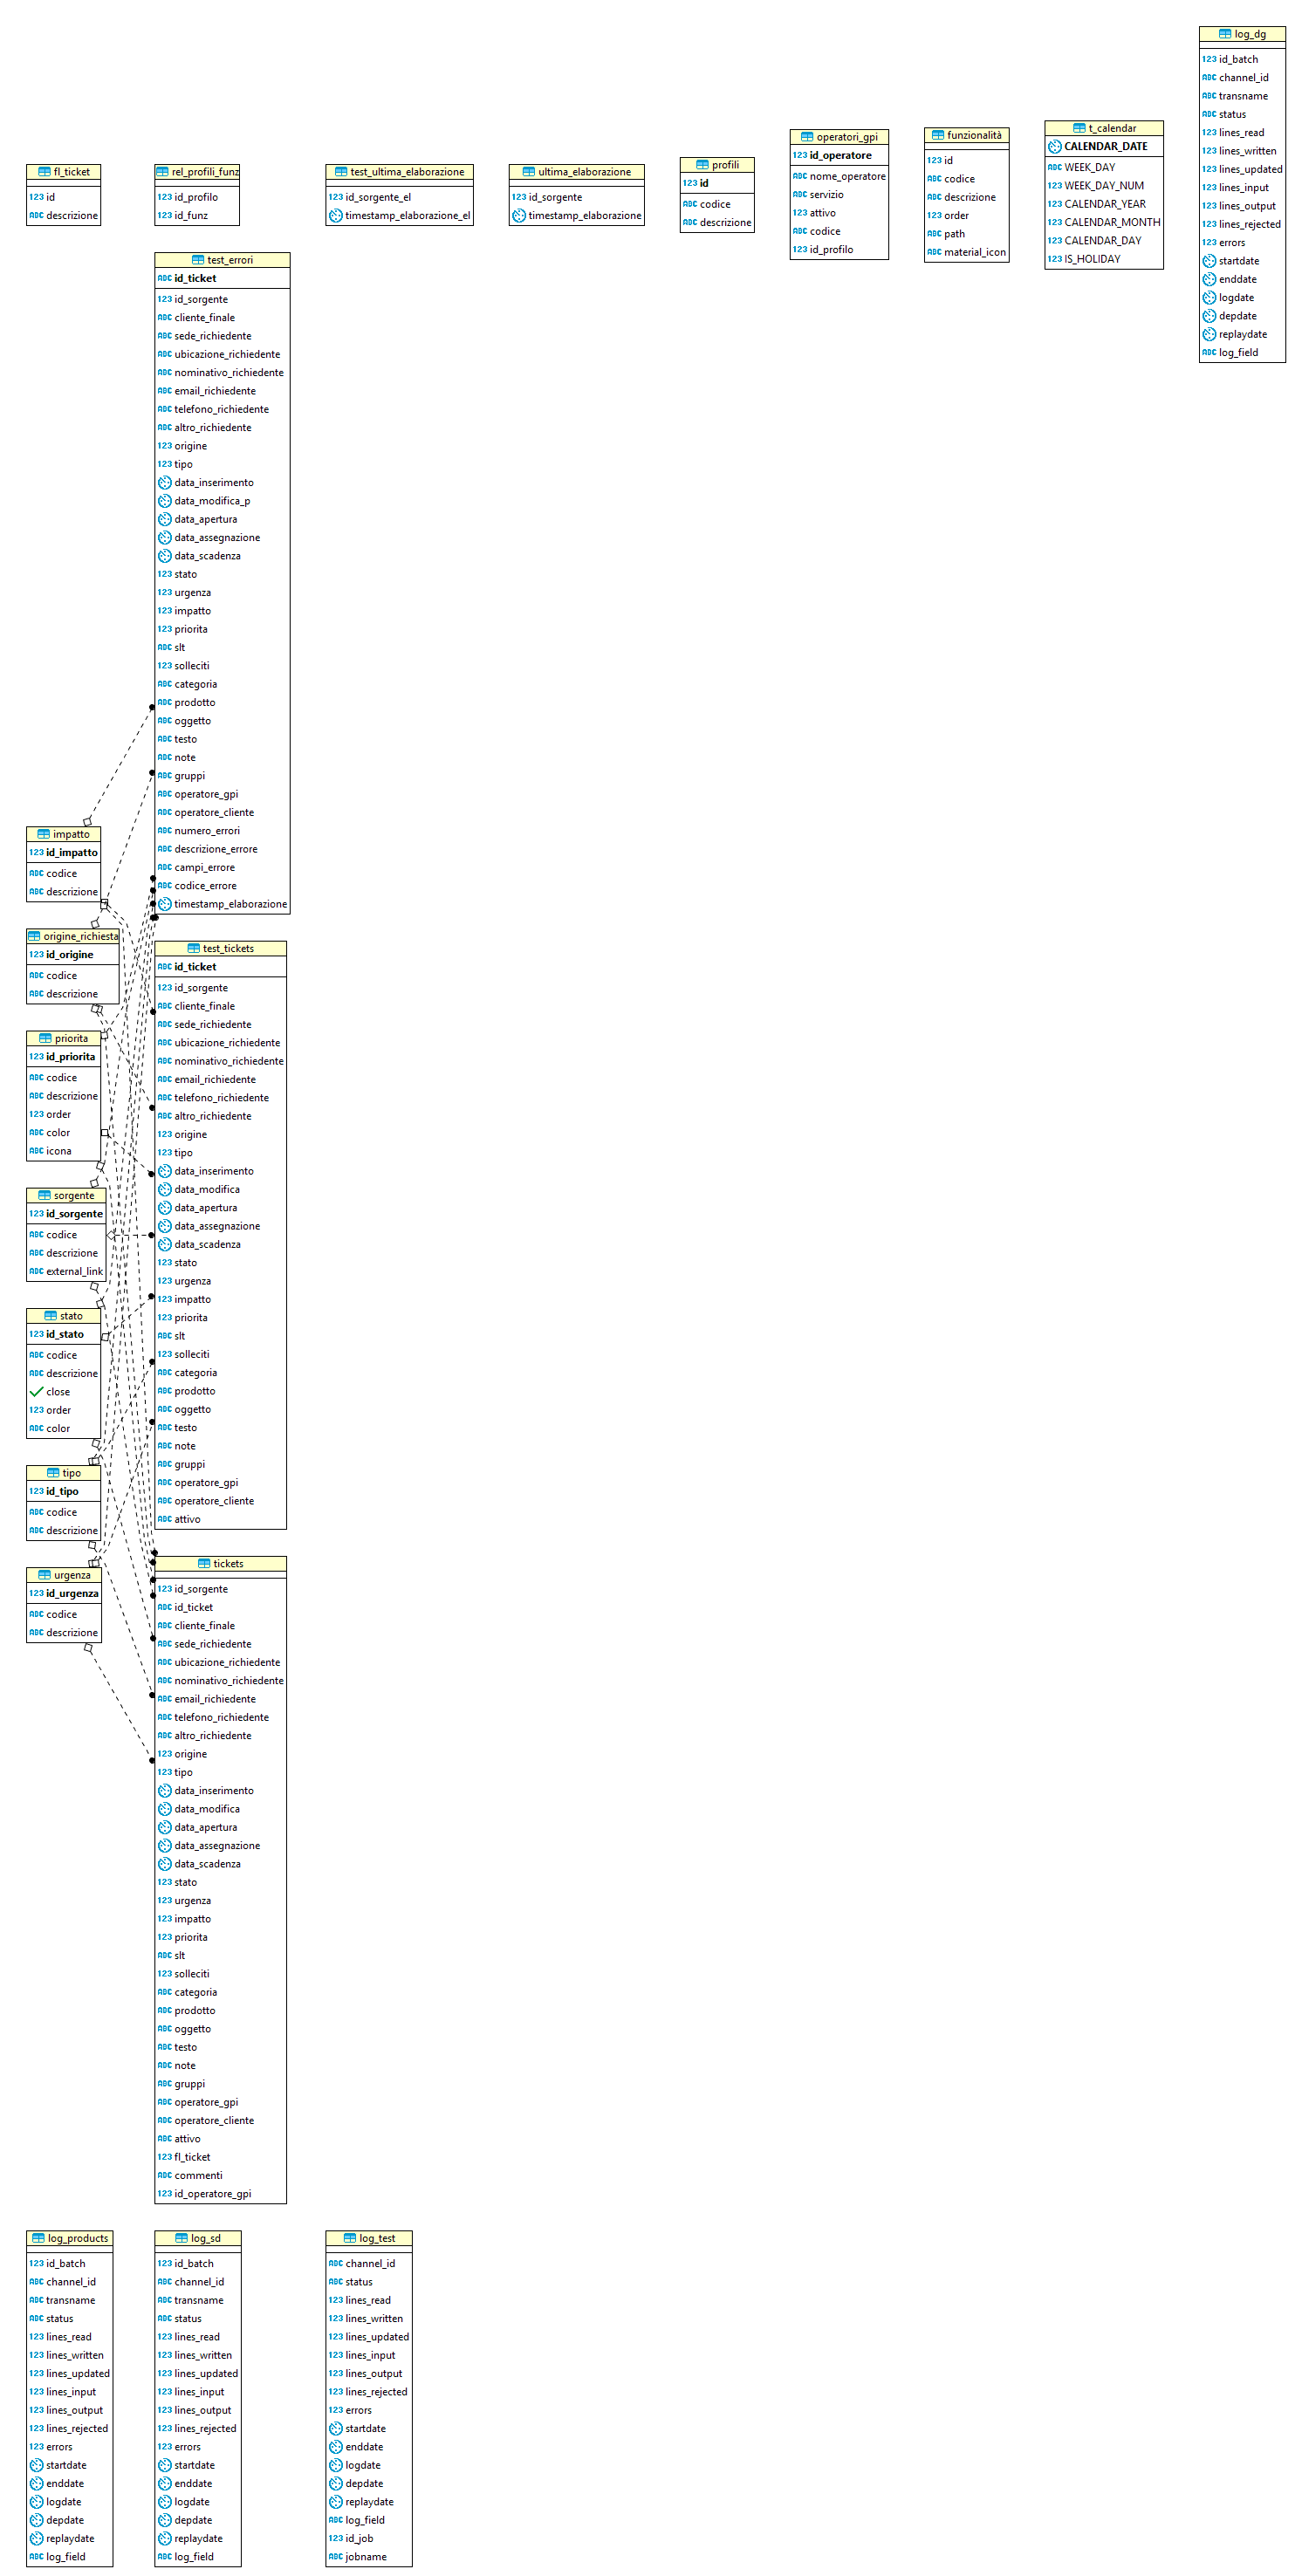 log_dg
123 id_batch
ABC channel_id
ABC transname
ABC status
123 lines_read
123 lines_written
123 lines_updated
123 lines_input
123 lines_output
123 lines_rejected
123 errors
startdate
enddate
logdate
depdate
replaydate
ABC log_field
fl_ticket
123 id
ABC descrizione
rel_profili_funz
123 id_profilo
123 id_funz
test_ultima_elaborazione
123 id_sorgente_el
timestamp_elaborazione_el
ultima_elaborazione
123 id_sorgente
timestamp_elaborazione
profili
123 id
ABC codice
ABC descrizione
operatori_gpi
123 id_operatore
ABC nome_operatore
ABC servizio
123 attivo
ABC codice
123 id_profilo
funzionalità
123 id
ABC codice
ABC descrizione
123 order
ABC path
ABC material_icon
t_calendar
CALENDAR_DATE
ABC WEEK_DAY
123 WEEK_DAY_NUM
123 CALENDAR_YEAR
123 CALENDAR_MONTH
123 CALENDAR_DAY
123 IS_HOLIDAY
test_errori
ABC id_ticket
123 id_sorgente
ABC cliente_finale
ABC sede_richiedente
ABC ubicazione_richiedente
ABC nominativo_richiedente
ABC email_richiedente
ABC telefono_richiedente
ABC altro_richiedente
123 origine
123 tipo
data_inserimento
data_modifica_p
data_apertura
data_assegnazione
data_scadenza
123 stato
123 urgenza
123 impatto
123 priorita
ABC slt
123 solleciti
ABC categoria
ABC prodotto
ABC oggetto
ABC testo
ABC note
ABC gruppi
ABC operatore_gpi
ABC operatore_cliente
ABC numero_errori
ABC descrizione_errore
ABC campi_errore
ABC codice_errore
timestamp_elaborazione
impatto
123 id_impatto
ABC codice
ABC descrizione
origine_richiesta
123 id_origine
ABC codice
ABC descrizione
priorita
123 id_priorita
ABC codice
ABC descrizione
123 order
ABC color
ABC icona
sorgente
123 id_sorgente
ABC codice
ABC descrizione
ABC external_link
stato
123 id_stato
ABC codice
ABC descrizione
close
123 order
ABC color
tipo
123 id_tipo
ABC codice
ABC descrizione
urgenza
123 id_urgenza
ABC codice
ABC descrizione
test_tickets
ABC id_ticket
123 id_sorgente
ABC cliente_finale
ABC sede_richiedente
ABC ubicazione_richiedente
ABC nominativo_richiedente
ABC email_richiedente
ABC telefono_richiedente
ABC altro_richiedente
123 origine
123 tipo
data_inserimento
data_modifica
data_apertura
data_assegnazione
data_scadenza
123 stato
123 urgenza
123 impatto
123 priorita
ABC slt
123 solleciti
ABC categoria
ABC prodotto
ABC oggetto
ABC testo
ABC note
ABC gruppi
ABC operatore_gpi
ABC operatore_cliente
ABC attivo
tickets
123 id_sorgente
ABC id_ticket
ABC cliente_finale
ABC sede_richiedente
ABC ubicazione_richiedente
ABC nominativo_richiedente
ABC email_richiedente
ABC telefono_richiedente
ABC altro_richiedente
123 origine
123 tipo
data_inserimento
data_modifica
data_apertura
data_assegnazione
data_scadenza
123 stato
123 urgenza
123 impatto
123 priorita
ABC slt
123 solleciti
ABC categoria
ABC prodotto
ABC oggetto
ABC testo
ABC note
ABC gruppi
ABC operatore_gpi
ABC operatore_cliente
ABC attivo
123 fl_ticket
ABC commenti
123 id_operatore_gpi
log_products
123 id_batch
ABC channel_id
ABC transname
ABC status
123 lines_read
123 lines_written
123 lines_updated
123 lines_input
123 lines_output
123 lines_rejected
123 errors
startdate
enddate
logdate
depdate
replaydate
ABC log_field
log_sd
123 id_batch
ABC channel_id
ABC transname
ABC status
123 lines_read
123 lines_written
123 lines_updated
123 lines_input
123 lines_output
123 lines_rejected
123 errors
startdate
enddate
logdate
depdate
replaydate
ABC log_field
log_test
ABC channel_id
ABC status
123 lines_read
123 lines_written
123 lines_updated
123 lines_input
123 lines_output
123 lines_rejected
123 errors
startdate
enddate
logdate
depdate
replaydate
ABC log_field
123 id_job
ABC jobname